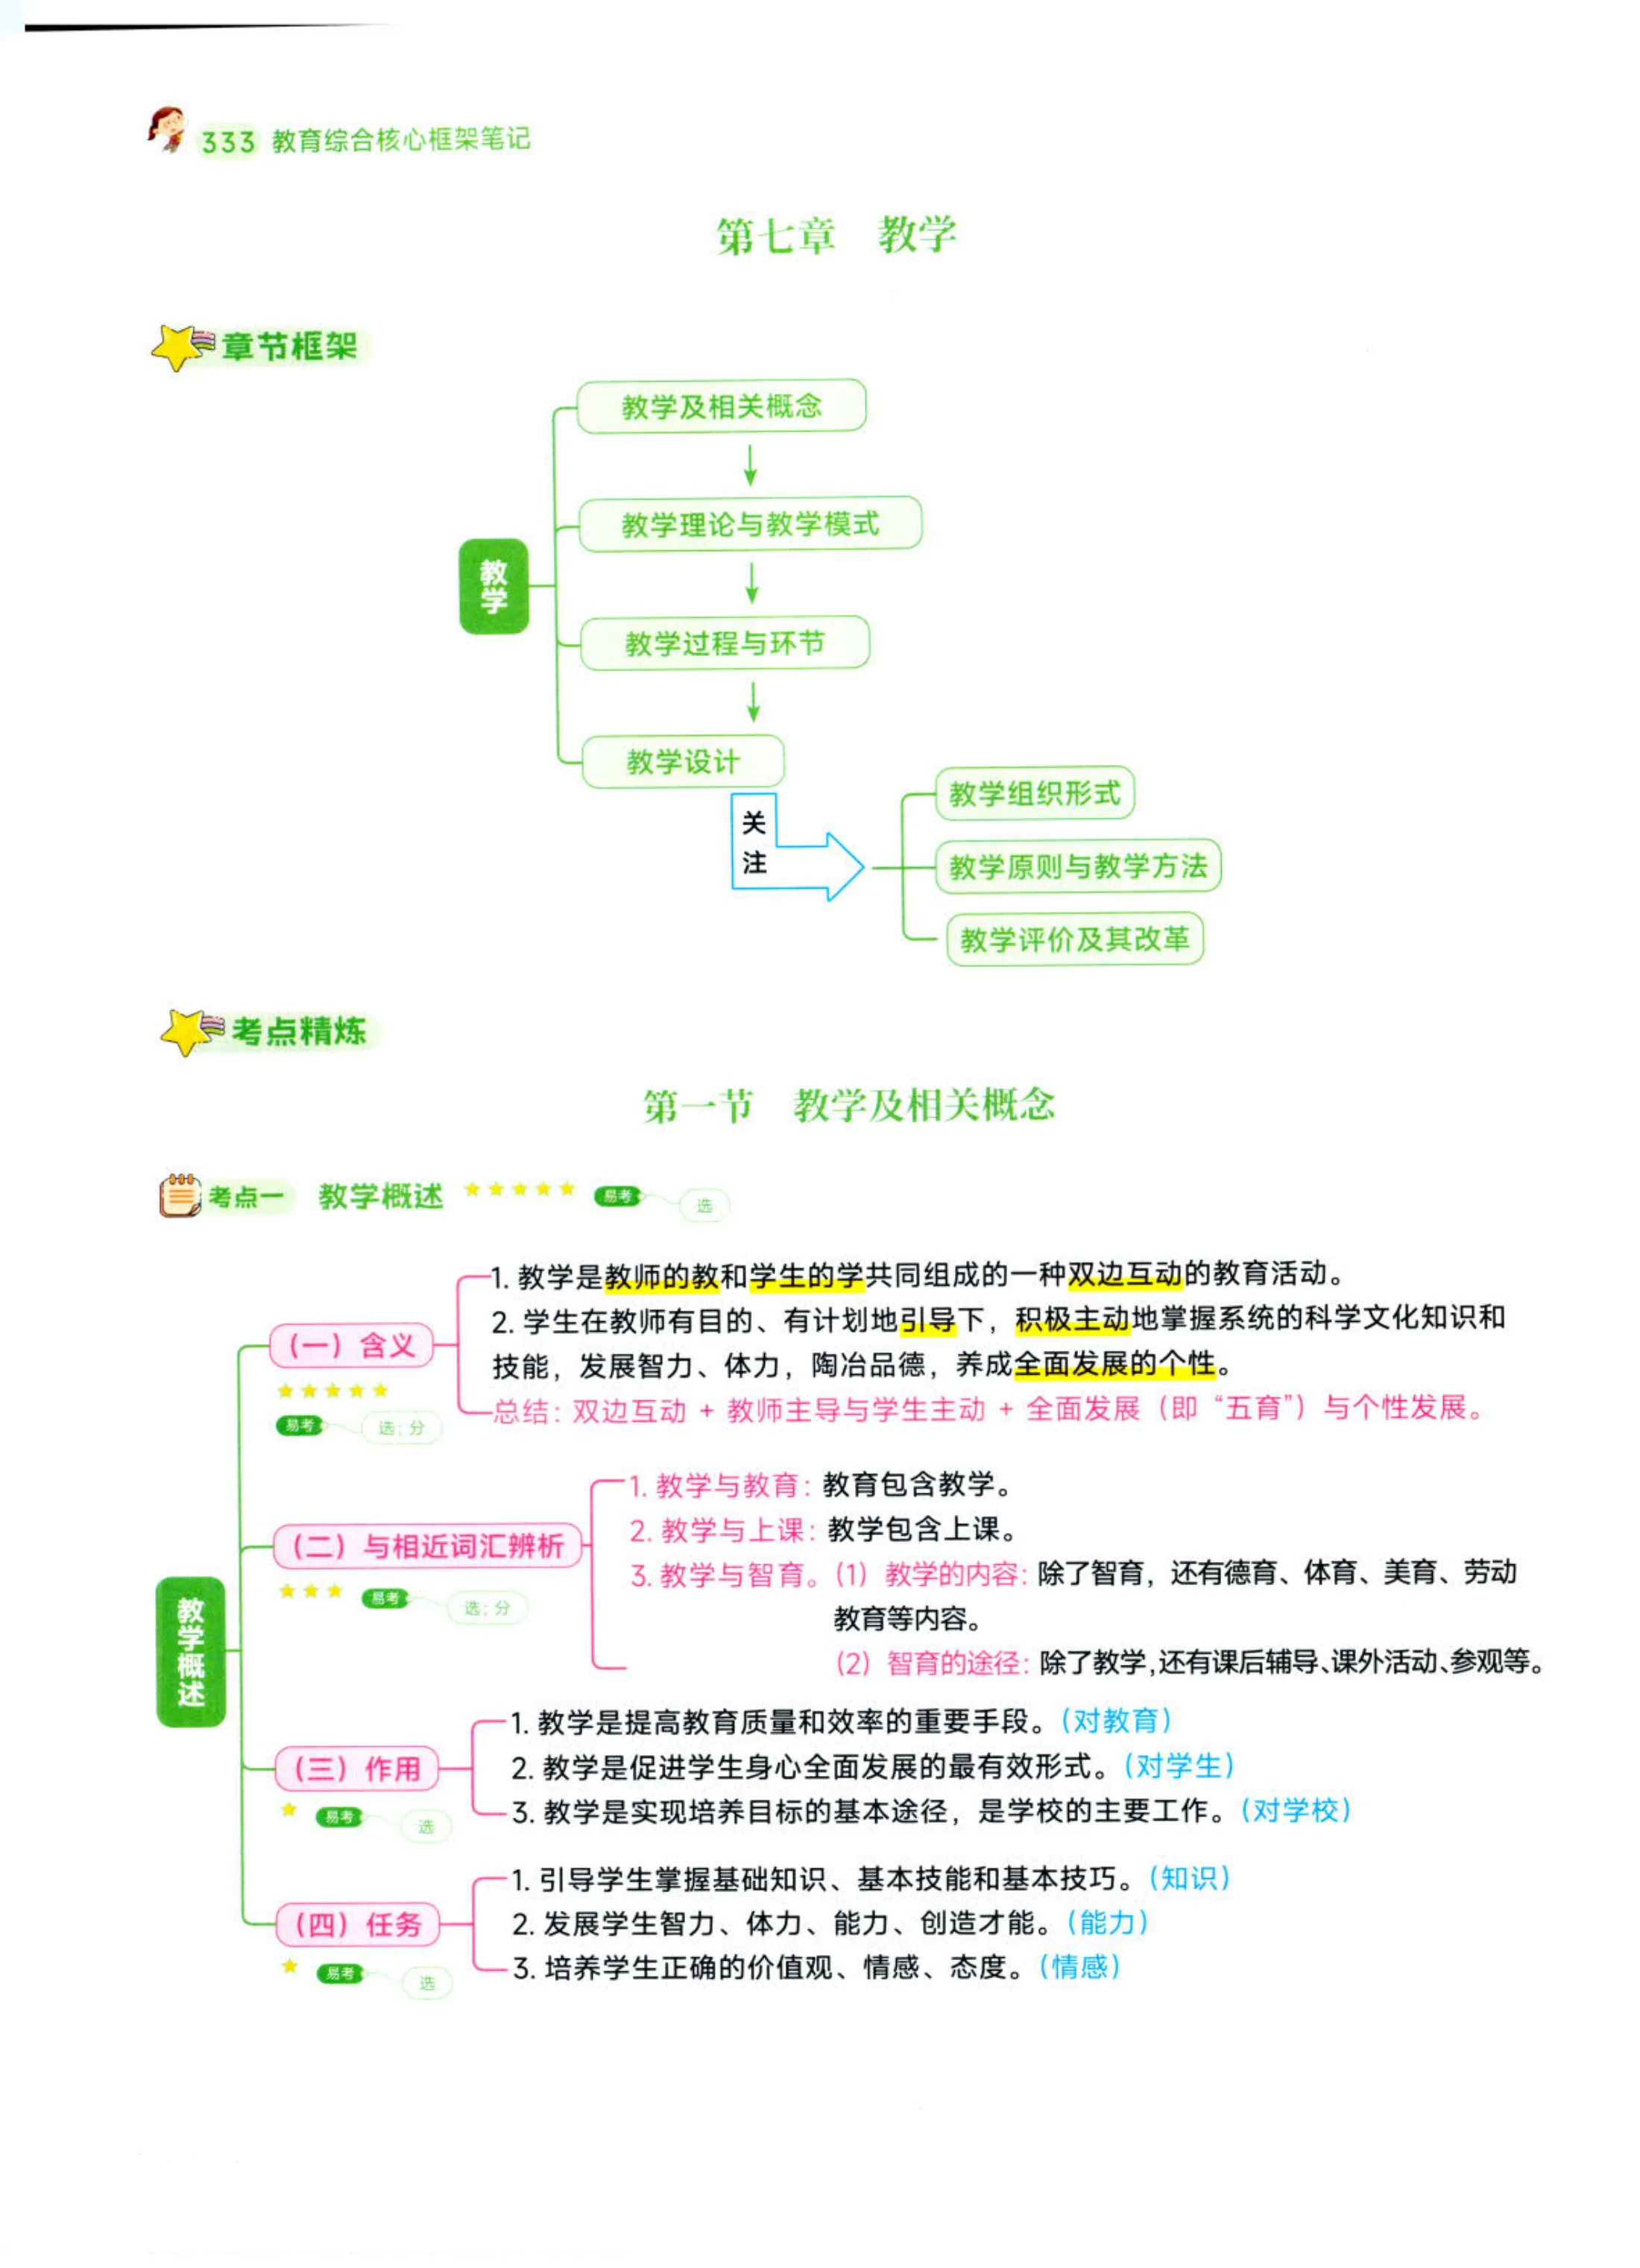 333 教育综合核心框架笔记
第七章 教学
章节框架
教学
教学及相关概念
教学理论与教学模式
教学过程与环节
教学设计
关
注
教学组织形式
教学原则与教学方法
教学评价及其改革
考点精炼
第一节 教学及相关概念
考点一 教学概述 易考 选
教学概述
(一)含义
易考 选;分
1. 教学是教师的教和学生的学共同组成的一种双边互动的教育活动。
2. 学生在教师有目的、有计划地引导下，积极主动地掌握系统的科学文化知识和
技能，发展智力、体力，陶冶品德，养成全面发展的个性。
总结：双边互动 + 教师主导与学生主动 + 全面发展（即“五育”）与个性发展。
(二)与相近词汇辨析
易考 选;分
1. 教学与教育：教育包含教学。
2. 教学与上课：教学包含上课。
3. 教学与智育。(1) 教学的内容：除了智育，还有德育、体育、美育、劳动
教育等内容。
(2) 智育的途径：除了教学,还有课后辅导、课外活动、参观等。
(三)作用
易考 选
1. 教学是提高教育质量和效率的重要手段。(对教育)
2. 教学是促进学生身心全面发展的最有效形式。(对学生)
3. 教学是实现培养目标的基本途径，是学校的主要工作。(对学校)
(四)任务
易考 选
1. 引导学生掌握基础知识、基本技能和基本技巧。(知识)
2. 发展学生智力、体力、能力、创造才能。(能力)
3. 培养学生正确的价值观、情感、态度。(情感)